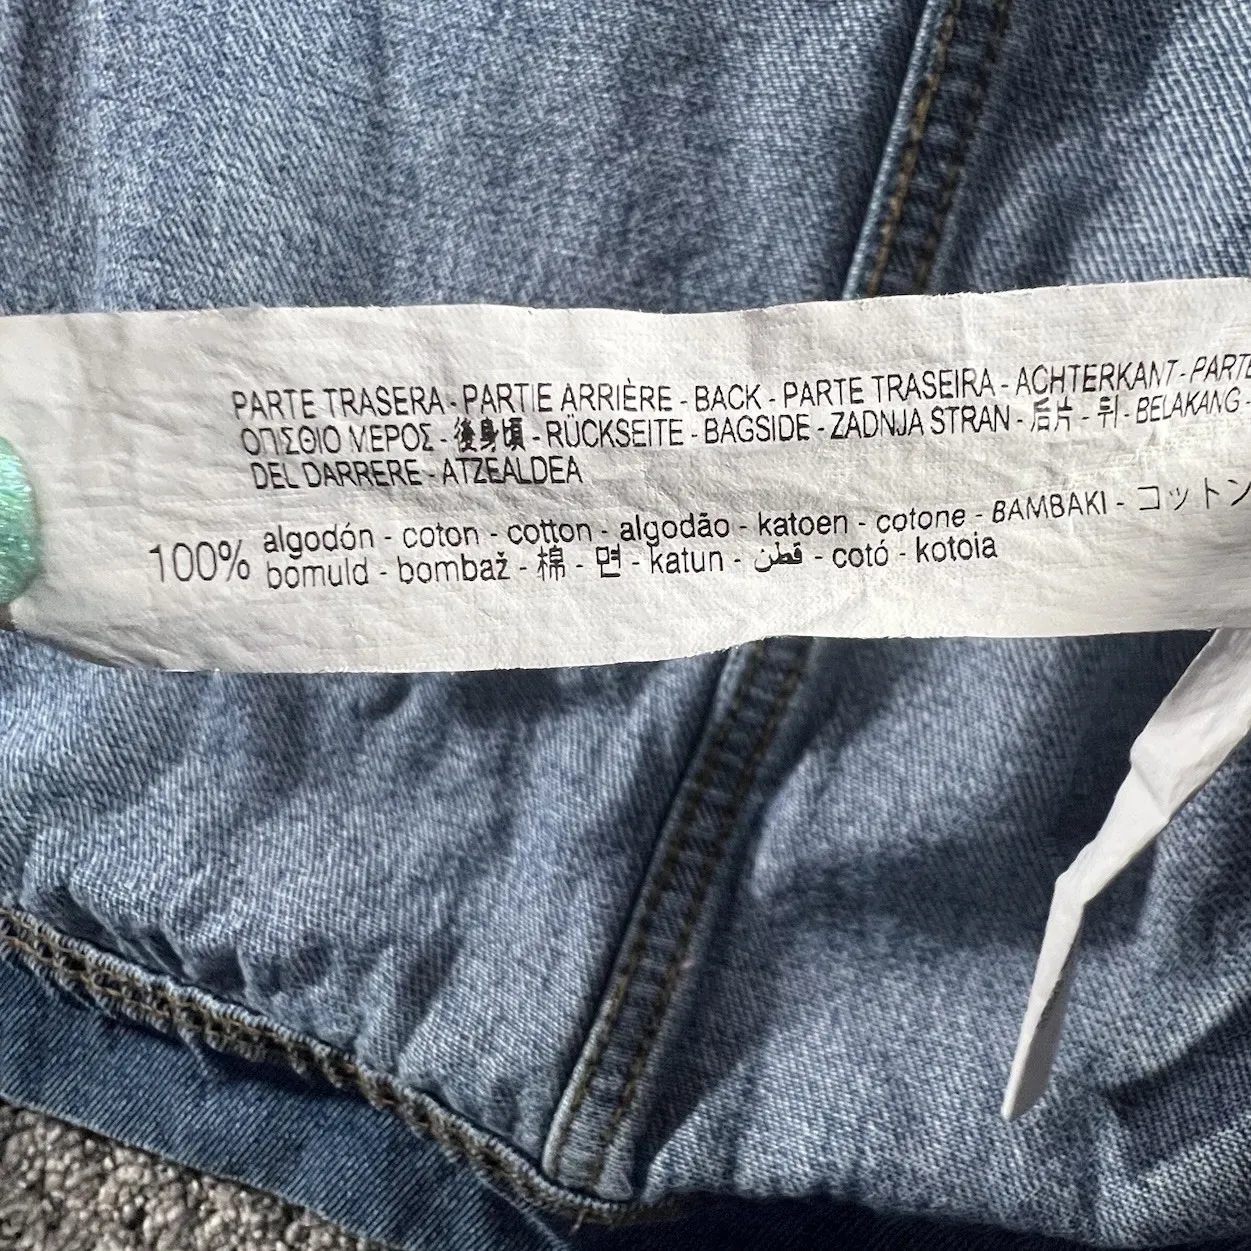 PARTE TRASERA - PARTIE ARRIÈRE - BACK - PARTE TRASEIRA - ACHTERKANT - PARTE
ΟΠΙΣΘΙΟ ΜΕΡΟΣ - 後身頃 - RÜCKSEITE - BAGSIDE - ZADNJA STRAN - 后片 - 뒤 - BELAKANG -
DEL DARRERE - ATZEALDEA
100% algodón - coton - cotton - algodão - katoen - cotone - BAMBAKI - コットン
bomuld - bombaž - 棉 - 면 - katun - قطن - cotó - kotoia